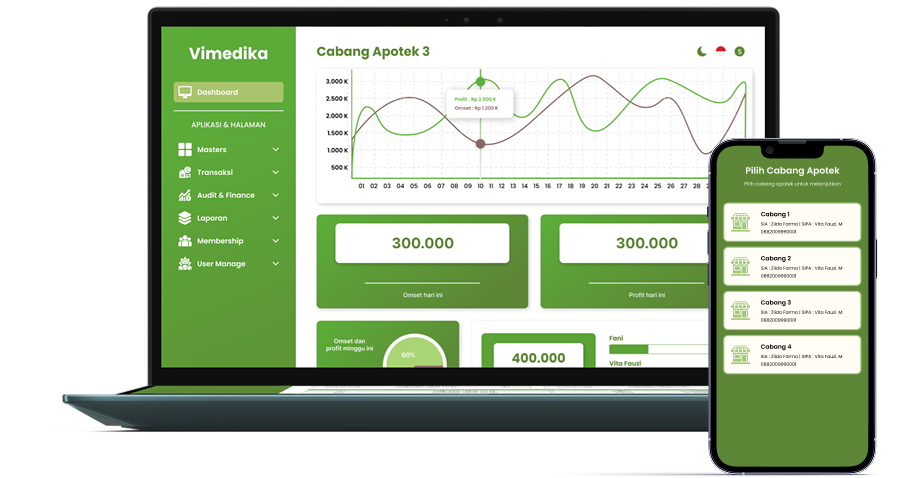 Vimedika
Dashboard
APLIKASI & HALAMAN
Masters
Transaksi
Audit & Finance
Laporan
Membership
User Manage
Cabang Apotek 3
S
3.000 K
2.500 K
2.000 K
1.500 K
1.000 K
500 K
Profit : Rp 2.500 K
Omset : Rp 1.200 K
01 02 03 04 05 06 07 08 09 10 11 12 13 14 15 16 17 18 19 20 21 22 23 24 25 26 27 28
300.000
Omset hari ini
300.000
Profit hari ini
Omset dan
profit minggu ini
60%
400.000
Fani
Vita Fauzi
Pilih Cabang Apotek
Pilih cabang apotek untuk melanjutkan
Cabang 1
SIA : Zilda Farma | SIPA : Vita Fauzi. M
088200999000I
Cabang 2
SIA : Zilda Farma | SIPA : Vita Fauzi. M
088200999000I
Cabang 3
SIA : Zilda Farma | SIPA : Vita Fauzi. M
088200999000I
Cabang 4
SIA : Zilda Farma | SIPA : Vita Fauzi. M
088200999000I